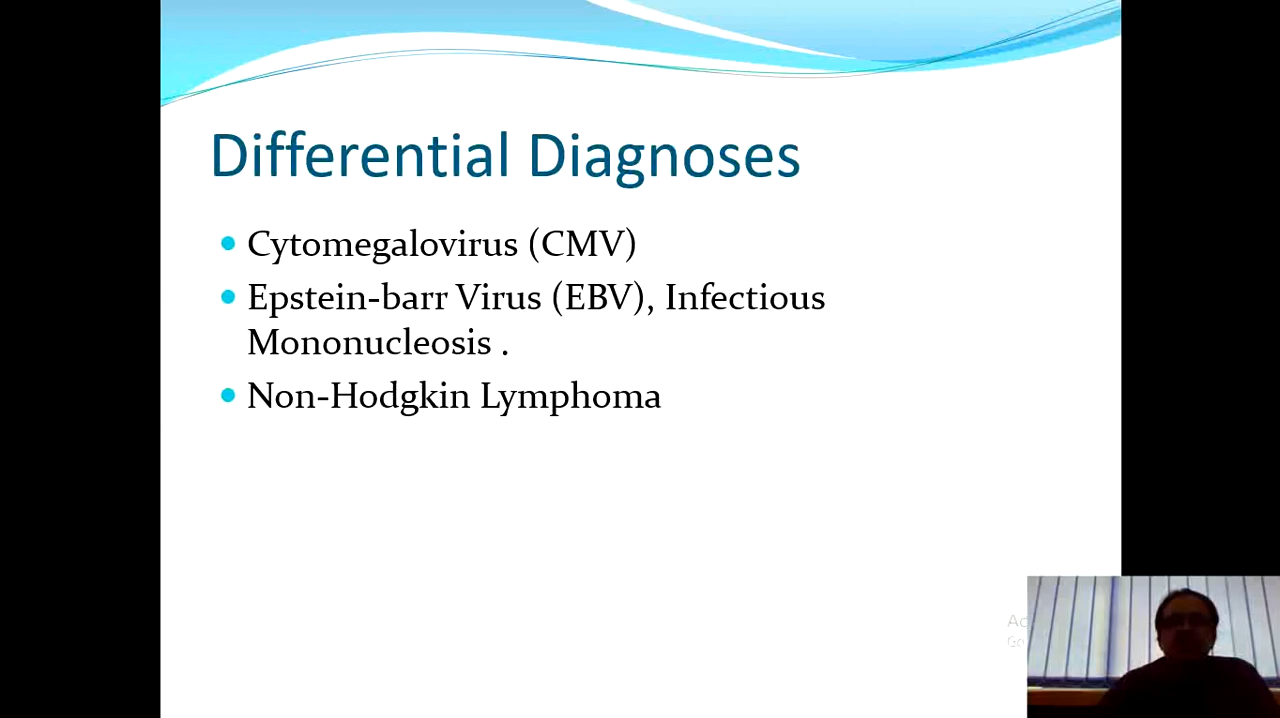 Differential Diagnoses
Cytomegalovirus (CMV)
Epstein-barr Virus (EBV), Infectious
Mononucleosis .
Non-Hodgkin Lymphoma